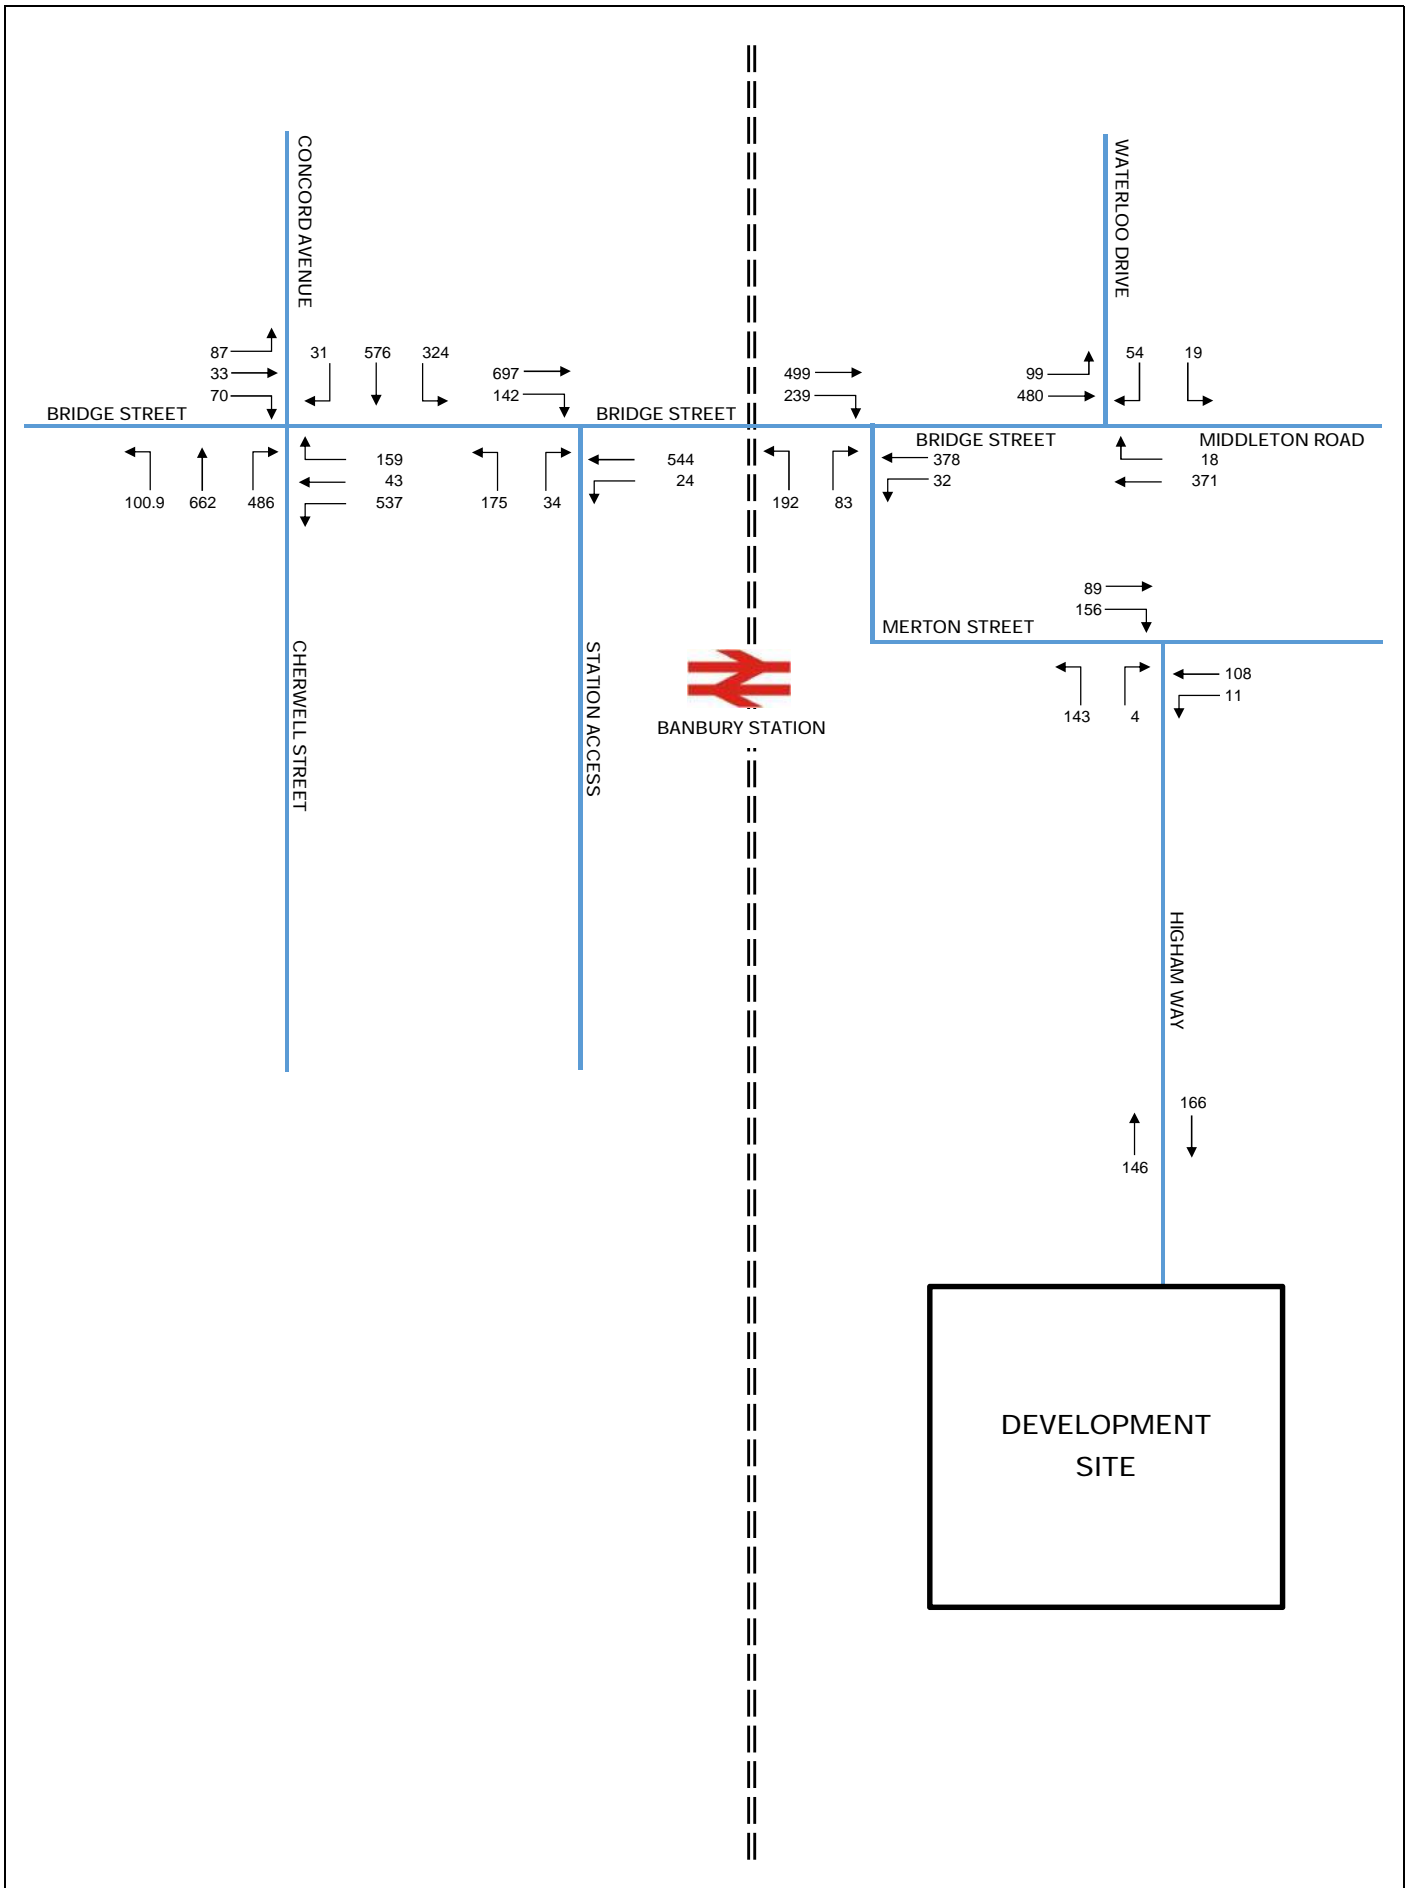 CONCORD AVENUE
WATERLOO DRIVE
87
31
576
324
54
19
33
697
499
99
70
142
239
480
BRIDGE STREET
BRIDGE STREET
BRIDGE STREET
MIDDLETON ROAD
159
544
378
18
43
24
32
371
100.9
662
486
537
175
34
192
83
89
156
MERTON STREET
CHERWELL STREET
STATION ACCESS
BANBURY STATION
108
11
143
4
HIGHAM WAY
166
146
DEVELOPMENT
SITE